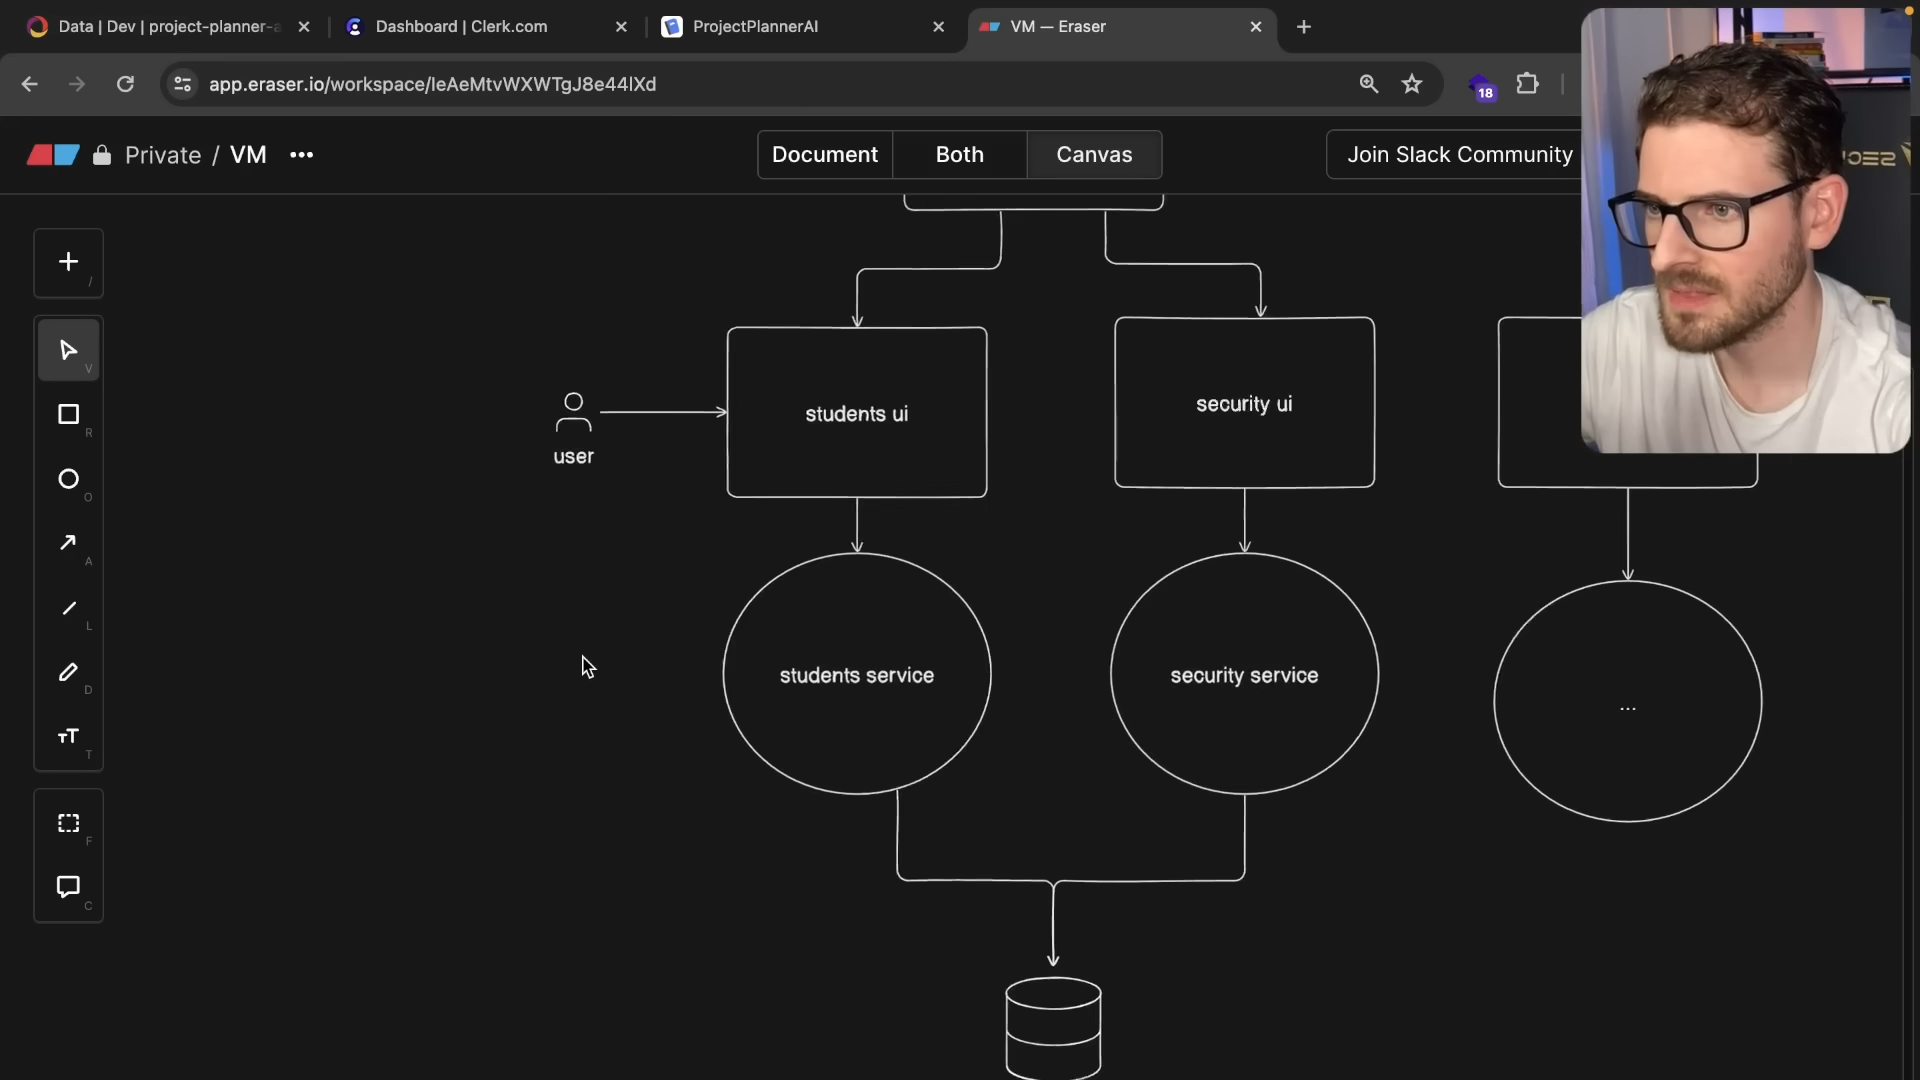 Data | Dev | project-planner-a
Dashboard | Clerk.com
ProjectPlannerAI
VM — Eraser
app.eraser.io/workspace/IeAeMtvWXWTgJ8e44lXd
18
Private / VM
Document
Both
Canvas
Join Slack Community
/
V
R
O
A
L
D
T
F
C
user
students ui
security ui
students service
security service
...